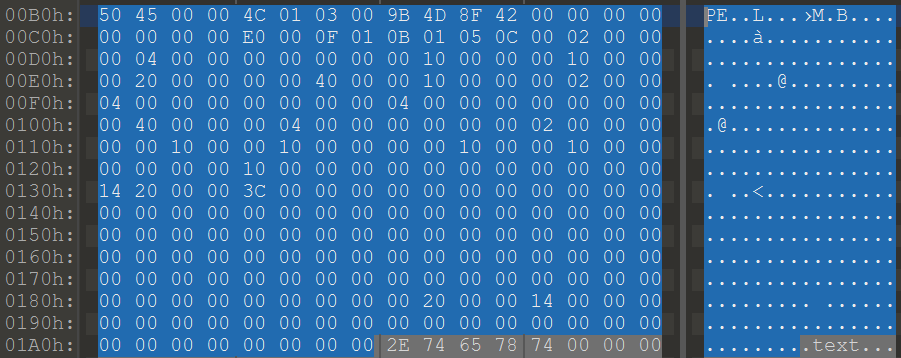 00B0h: 50 45 00 00 4C 01 03 00 9B 4D 8F 42 00 00 00 00 PE..L...›M.B....
00C0h: 00 00 00 00 E0 00 0F 01 0B 01 05 0C 00 02 00 00 ....à...........
00D0h: 00 04 00 00 00 00 00 00 00 10 00 00 00 10 00 00 ................
00E0h: 00 20 00 00 00 00 40 00 00 10 00 00 00 02 00 00 . ....@.........
00F0h: 04 00 00 00 00 00 00 00 04 00 00 00 00 00 00 00 ................
0100h: 00 40 00 00 00 04 00 00 00 00 00 00 02 00 00 00 .@..............
0110h: 00 00 10 00 00 10 00 00 00 00 10 00 00 10 00 00 ................
0120h: 00 00 00 00 10 00 00 00 00 00 00 00 00 00 00 00 ................
0130h: 14 20 00 00 3C 00 00 00 00 00 00 00 00 00 00 00 . ..<...........
0140h: 00 00 00 00 00 00 00 00 00 00 00 00 00 00 00 00 ................
0150h: 00 00 00 00 00 00 00 00 00 00 00 00 00 00 00 00 ................
0160h: 00 00 00 00 00 00 00 00 00 00 00 00 00 00 00 00 ................
0170h: 00 00 00 00 00 00 00 00 00 00 00 00 00 00 00 00 ................
0180h: 00 00 00 00 00 00 00 00 00 20 00 00 14 00 00 00 ......... ......
0190h: 00 00 00 00 00 00 00 00 00 00 00 00 00 00 00 00 ................
01A0h: 00 00 00 00 00 00 00 00 2E 74 65 78 74 00 00 00 .........text...